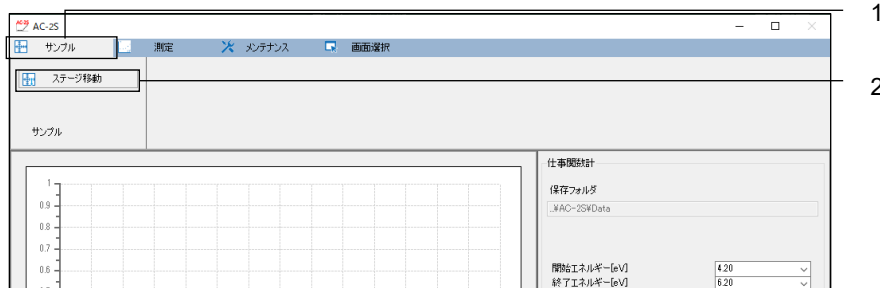 1
AC-2S
サンプル 測定 メンテナンス 画面選択
2
ステージ移動
サンプル
仕事関数計
保存フォルダ
..¥AC-2S¥Data
1
0.9
0.8
0.7
0.6
開始エネルギー[eV] 4.20
終了エネルギー[eV] 6.20